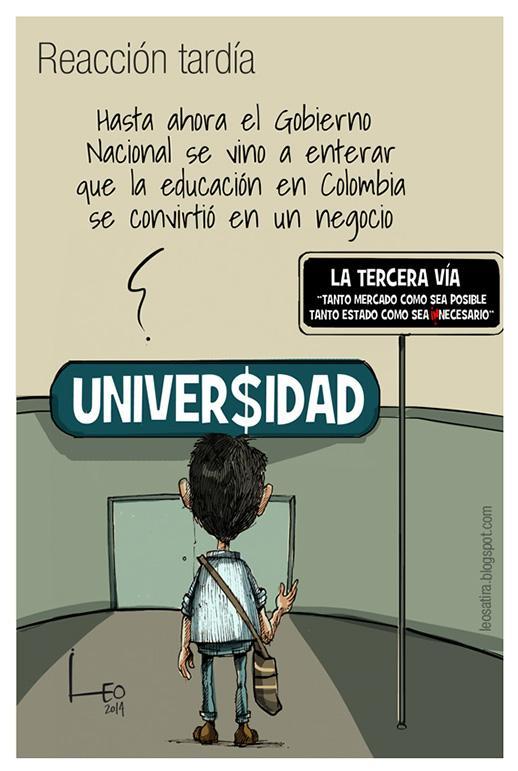 Reacción tardía
Hasta ahora el Gobierno
Nacional se vino a enterar
que la educación en Colombia
se convirtió en un negocio
LA TERCERA VÍA
"TANTO MERCADO COMO SEA POSIBLE
TANTO ESTADO COMO SEA INNECESARIO"
UNIVER$IDAD
leosatira.blogspot.com
LEO
2014